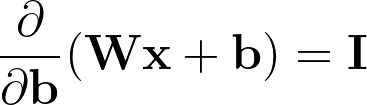 ∂/∂𝐛 (𝐖𝐱 + 𝐛) = 𝐈